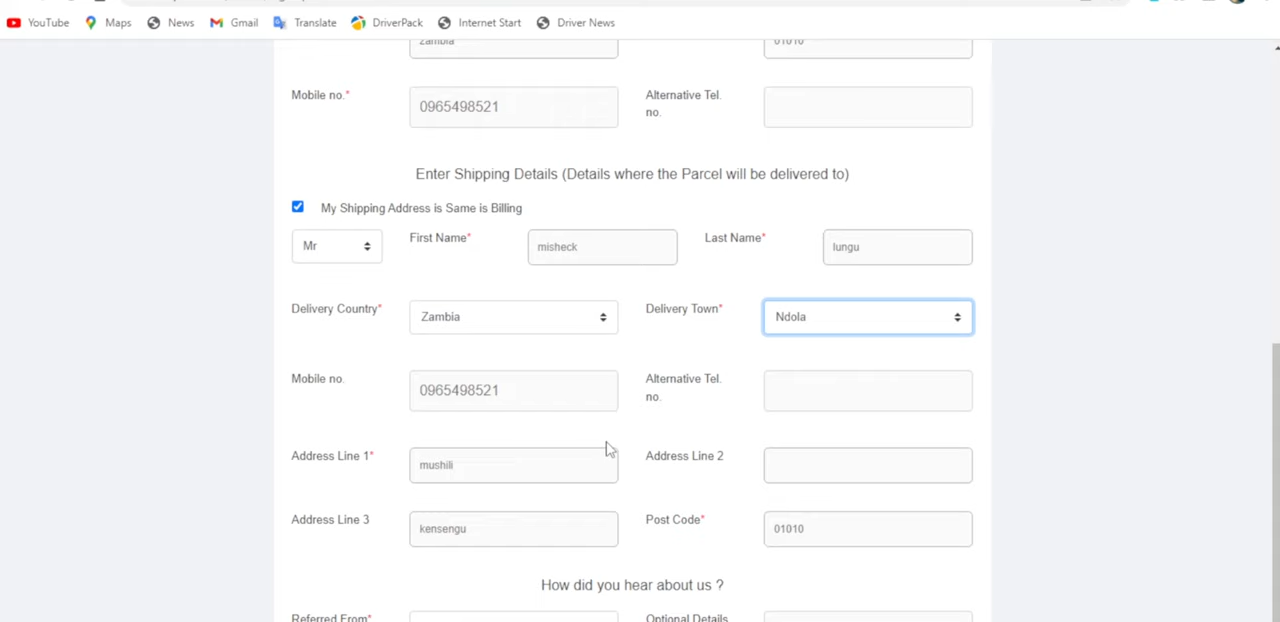 YouTube Maps News Gmail Translate DriverPack Internet Start Driver News
zambia 01010
Mobile no.* 0965498521 Alternative Tel.
no.
Enter Shipping Details (Details where the Parcel will be delivered to)
My Shipping Address is Same is Billing
Mr First Name* misheck Last Name* lungu
Delivery Country* Zambia Delivery Town* Ndola
Mobile no. 0965498521 Alternative Tel.
no.
Address Line 1* mushili Address Line 2
Address Line 3 kensengu Post Code* 01010
How did you hear about us ?
Referred From* Optional Details